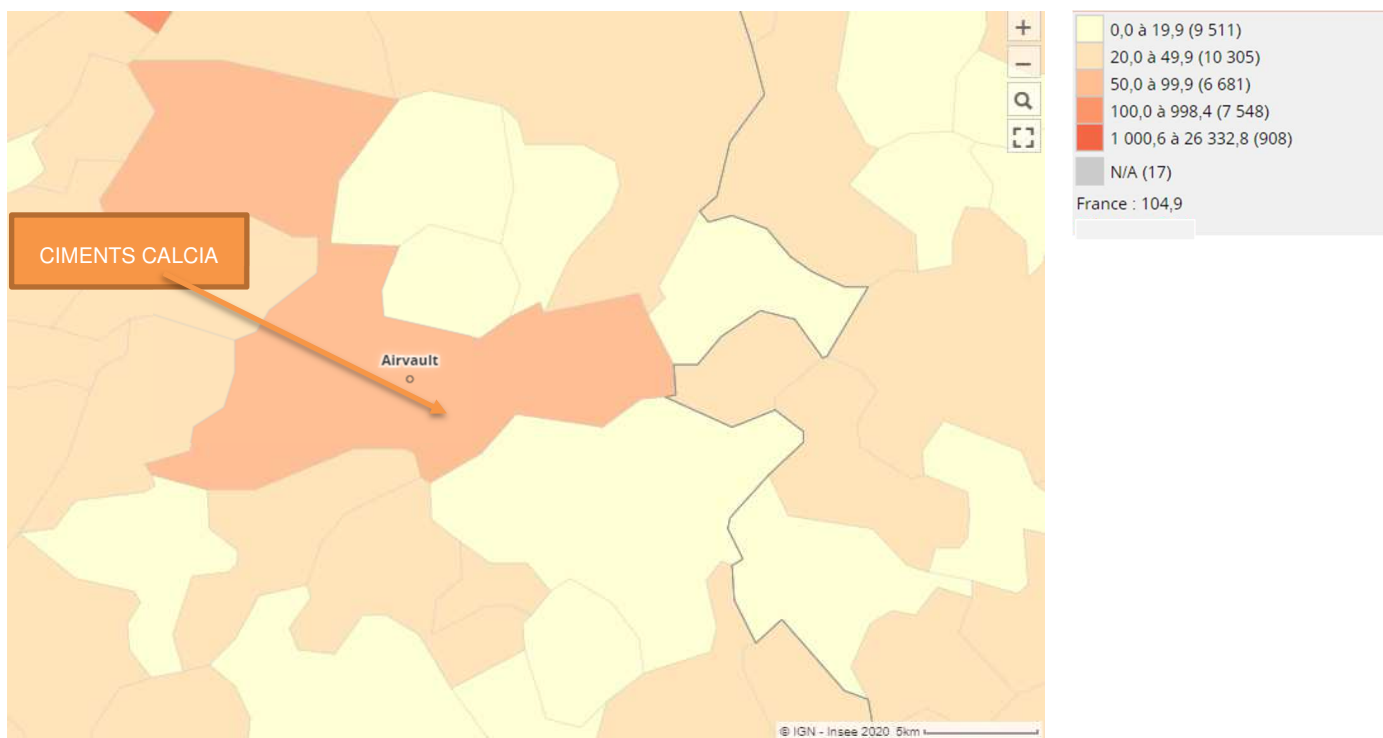 CIMENTS CALCIA
Airvault
© IGN - Insee 2020 5km
0,0 à 19,9 (9 511)
20,0 à 49,9 (10 305)
50,0 à 99,9 (6 681)
100,0 à 998,4 (7 548)
1 000,6 à 26 332,8 (908)
N/A (17)
France : 104,9